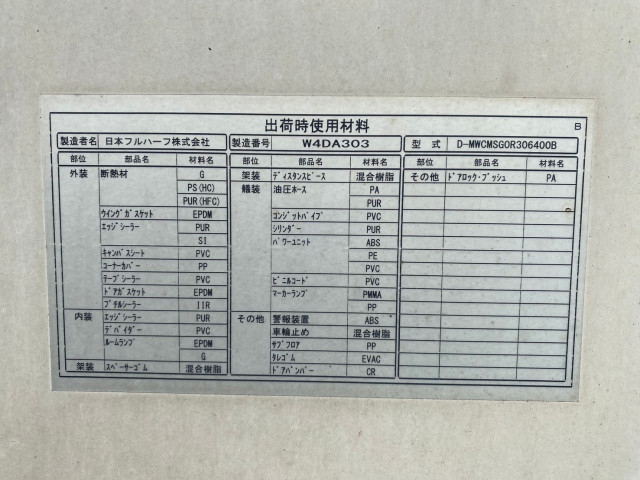 出荷時使用材料
B
製造者名 日本フルハーフ株式会社 製造番号 W4DA303 型式 D-MWCMSGOR306400B
部位 部品名 材料名
外装 断熱材 G
PS(HC)
PUR(HFC)
ウイングガスケット EPDM
エッジシーラー PUR
SI
キャンバスシート PVC
コーナーカバー PP
テープシーラー PVC
ドアガスケット EPDM
ブチルシーラー IIR
内装 エッジシーラー PUR
デバイダー PVC
ルームランプ EPDM
G
架装 スペーサーゴム 混合樹脂
部位 部品名 材料名
架装 ディスタンスピース 混合樹脂
艤装 油圧ホース PA
PUR
コンジットパイプ PVC
シリンダー PUR
パワーユニット ABS
PE
PVC
ビニルコード PVC
マーカーランプ PMMA
PP
その他 警報装置 ABS
車輪止め 混合樹脂
サブフロア PP
タレゴム EVAC
ドアバンパー CR
部位 部品名 材料名
その他 ドアロック・ブッシュ PA